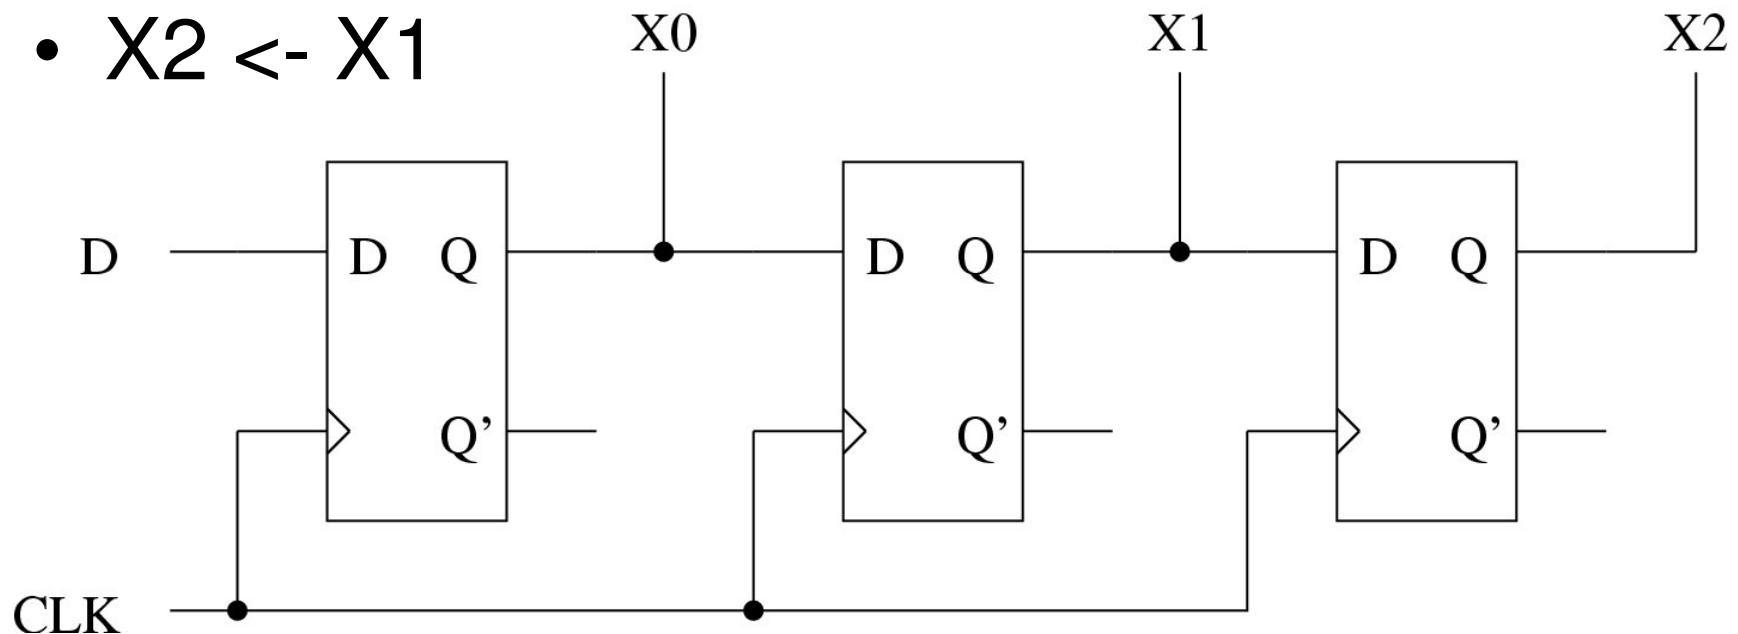 • X2 <- X1
X0 X1 X2
D D Q D Q D Q
Q’ Q’ Q’
CLK